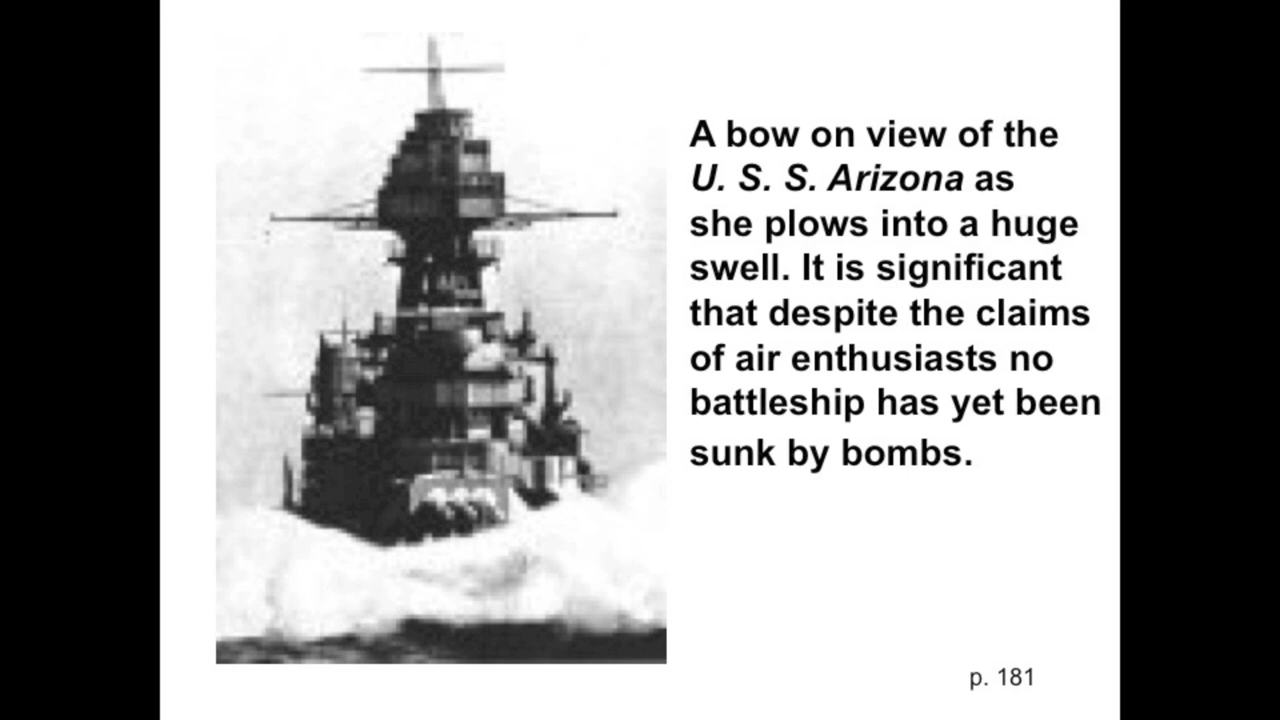 A bow on view of the
U. S. S. Arizona as
she plows into a huge
swell. It is significant
that despite the claims
of air enthusiasts no
battleship has yet been
sunk by bombs.
p. 181